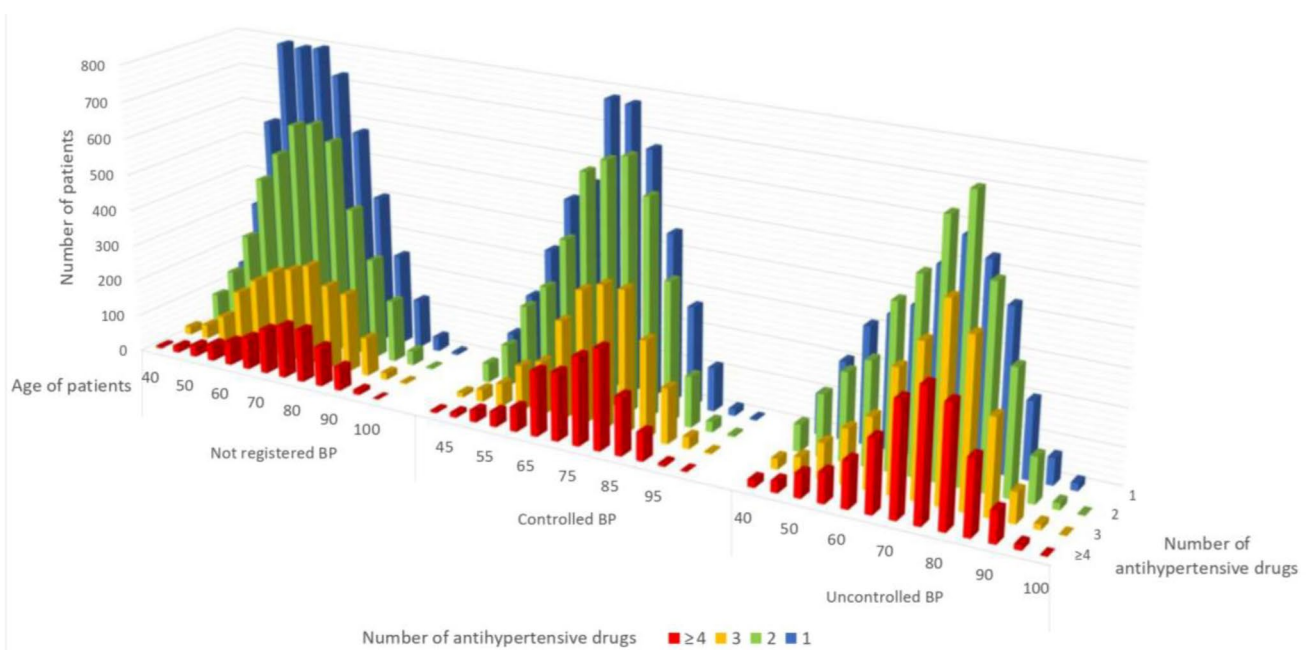 800
700
600
500
400
300
200
100
0
Number of patients
Age of patients
40 50 60 70 80 90 100
Not registered BP
45 55 65 75 85 95
Controlled BP
40 50 60 70 80 90 100
Uncontrolled BP
1
2
3
≥4
Number of
antihypertensive drugs
Number of antihypertensive drugs ≥4 3 2 1